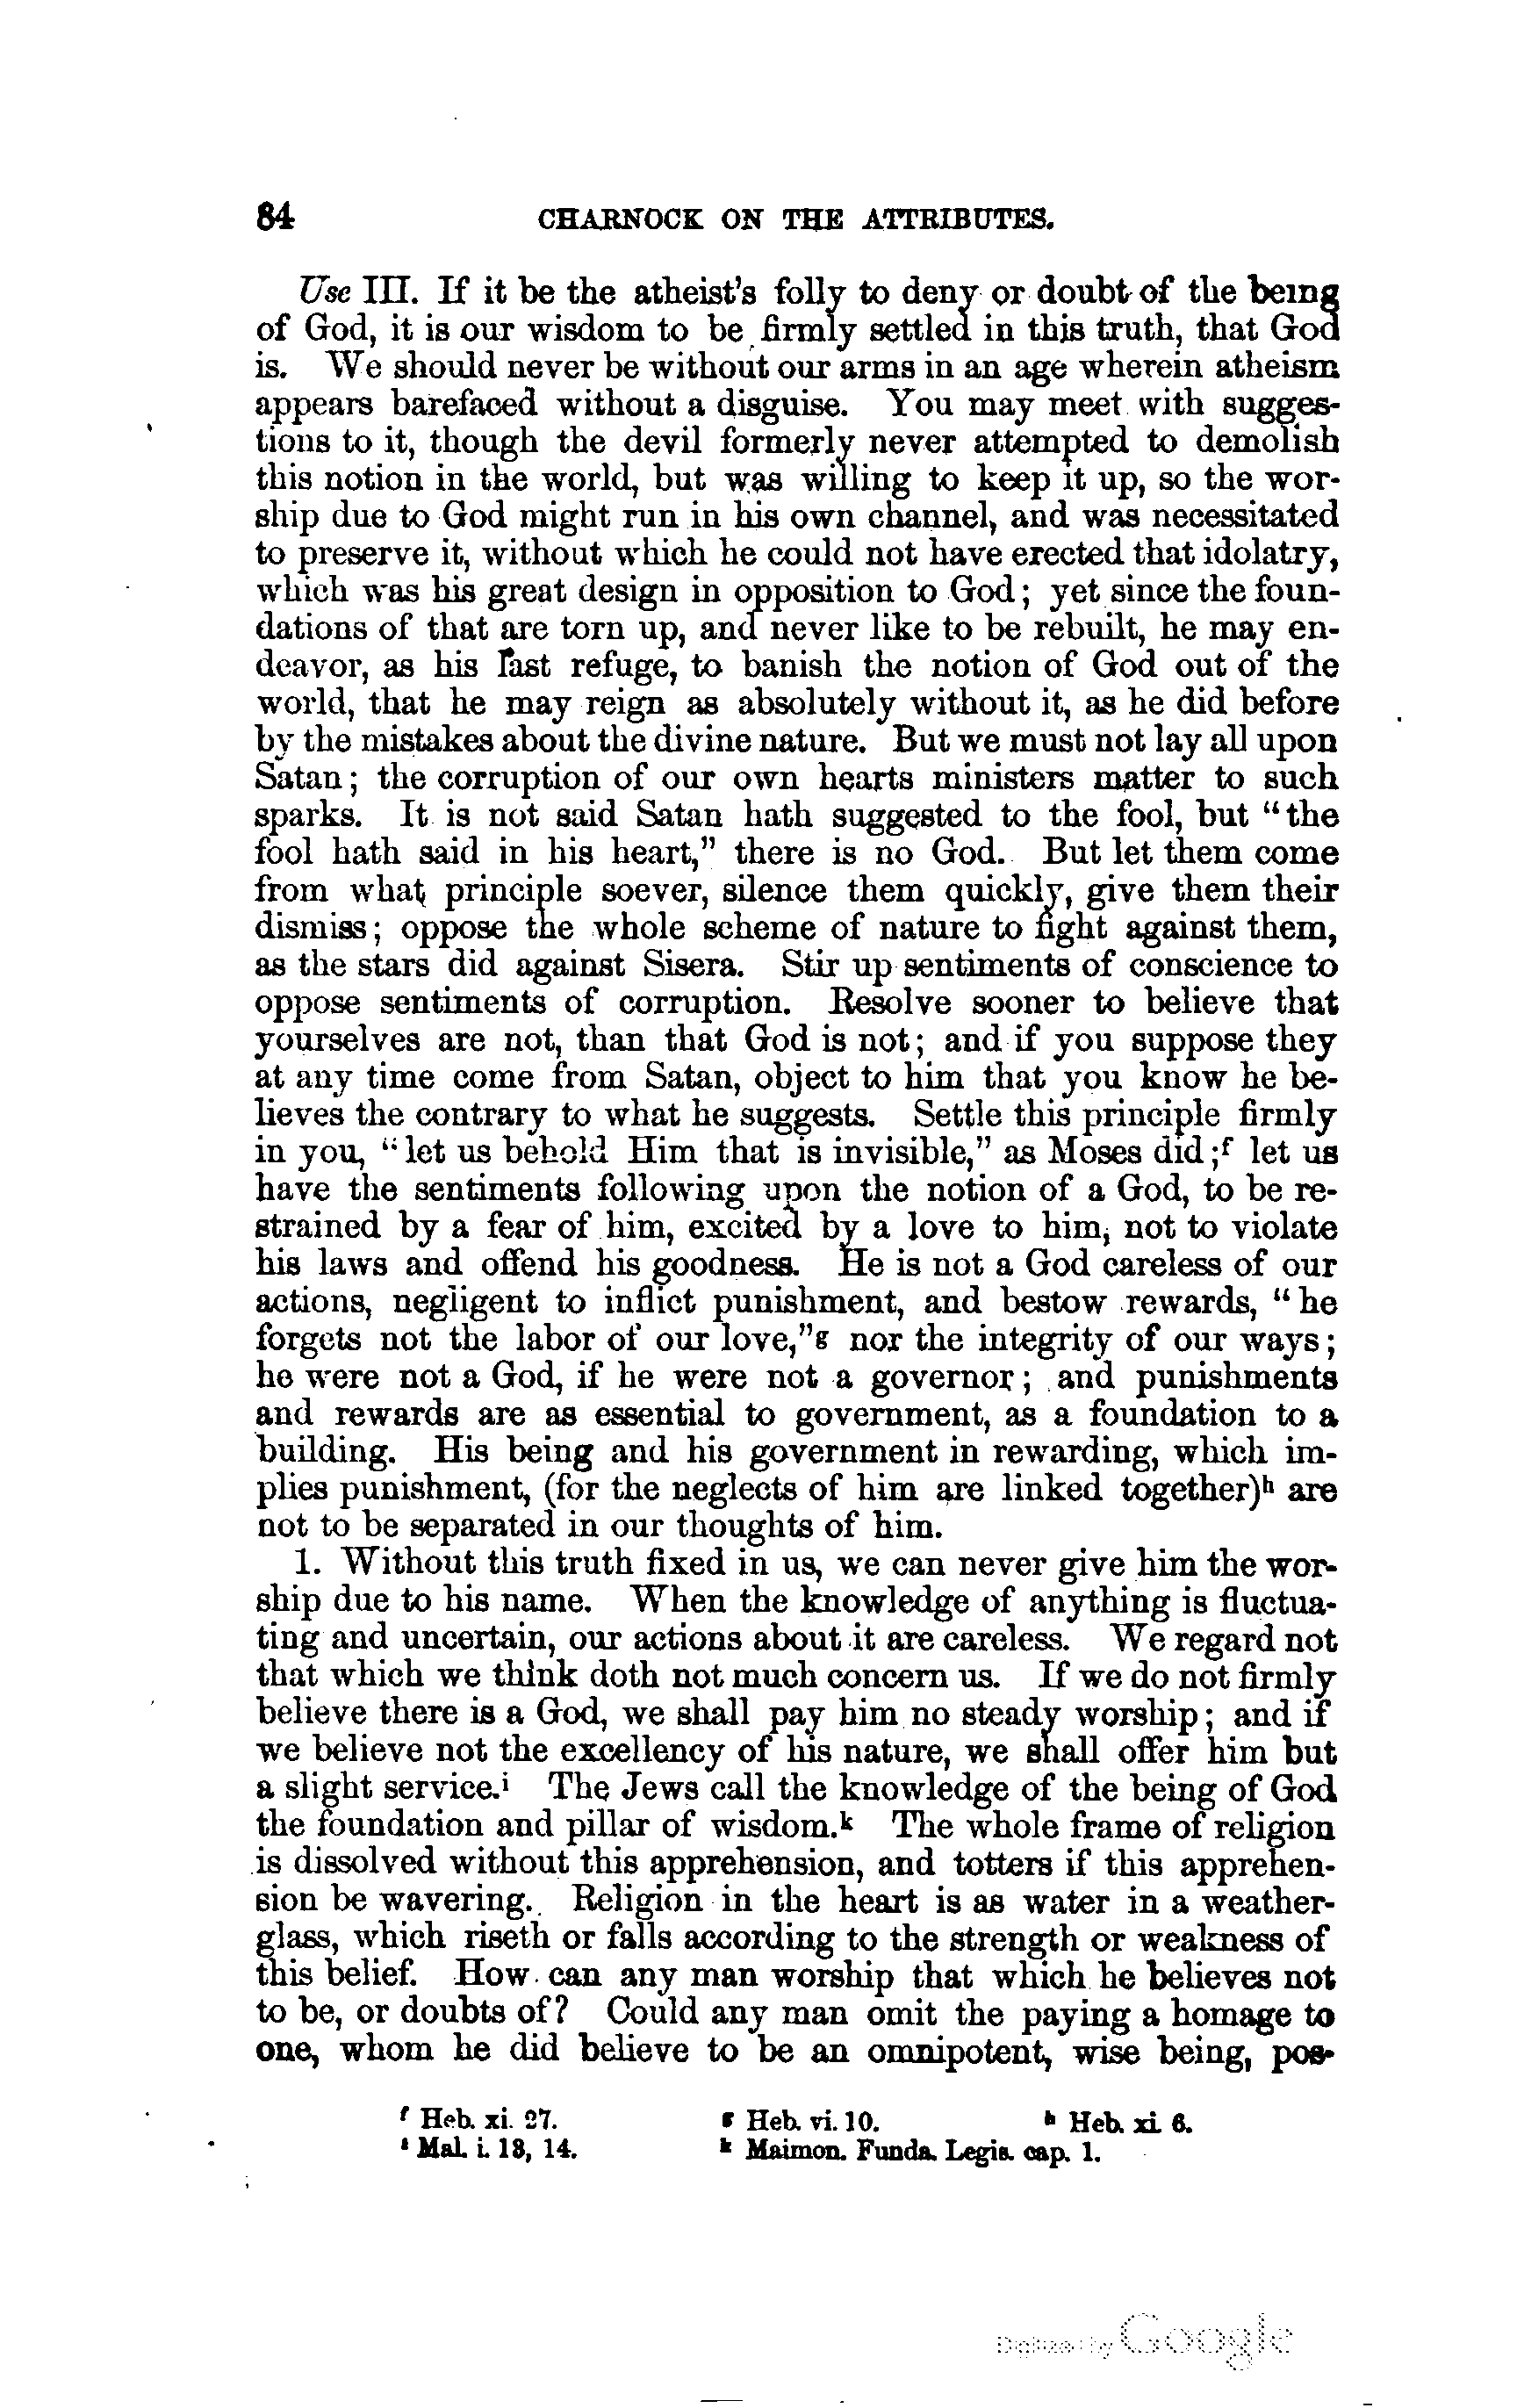 84 CHARNOCK ON THE ATTRIBUTES.
Use III. If it be the atheist's folly to deny or doubt of the being
of God, it is our wisdom to be firmly settled in this truth, that God
is. We should never be without our arms in an age wherein atheism
appears barefaced without a disguise. You may meet with sugges-
tions to it, though the devil formerly never attempted to demolish
this notion in the world, but was willing to keep it up, so the wor-
ship due to God might run in his own channel, and was necessitated
to preserve it, without which he could not have erected that idolatry,
which was his great design in opposition to God; yet since the foun-
dations of that are torn up, and never like to be rebuilt, he may en-
deavor, as his last refuge, to banish the notion of God out of the
world, that he may reign as absolutely without it, as he did before
by the mistakes about the divine nature. But we must not lay all upon
Satan; the corruption of our own hearts ministers matter to such
sparks. It is not said Satan hath suggested to the fool, but "the
fool hath said in his heart," there is no God. But let them come
from what principle soever, silence them quickly, give them their
dismiss; oppose the whole scheme of nature to fight against them,
as the stars did against Sisera. Stir up sentiments of conscience to
oppose sentiments of corruption. Resolve sooner to believe that
yourselves are not, than that God is not; and if you suppose they
at any time come from Satan, object to him that you know he be-
lieves the contrary to what he suggests. Settle this principle firmly
in you, "let us behold Him that is invisible," as Moses did;f let us
have the sentiments following upon the notion of a God, to be re-
strained by a fear of him, excited by a love to him, not to violate
his laws and offend his goodness. He is not a God careless of our
actions, negligent to inflict punishment, and bestow rewards, "he
forgets not the labor of our love,"g nor the integrity of our ways;
he were not a God, if he were not a governor; and punishments
and rewards are as essential to government, as a foundation to a
building. His being and his government in rewarding, which im-
plies punishment, (for the neglects of him are linked together)h are
not to be separated in our thoughts of him.
1. Without this truth fixed in us, we can never give him the wor-
ship due to his name. When the knowledge of anything is fluctua-
ting and uncertain, our actions about it are careless. We regard not
that which we think doth not much concern us. If we do not firmly
believe there is a God, we shall pay him no steady worship; and if
we believe not the excellency of his nature, we shall offer him but
a slight service.i The Jews call the knowledge of the being of God
the foundation and pillar of wisdom.k The whole frame of religion
is dissolved without this apprehension, and totters if this apprehen-
sion be wavering. Religion in the heart is as water in a weather-
glass, which riseth or falls according to the strength or weakness of
this belief. How can any man worship that which he believes not
to be, or doubts of? Could any man omit the paying a homage to
one, whom he did believe to be an omnipotent, wise being, pos-
f Heb. xi. 27. g Heb. vi. 10. h Heb. xi. 6.
i Mal. i. 13, 14. k Maimon. Funda. Legis. cap. 1.
Digitized by Google